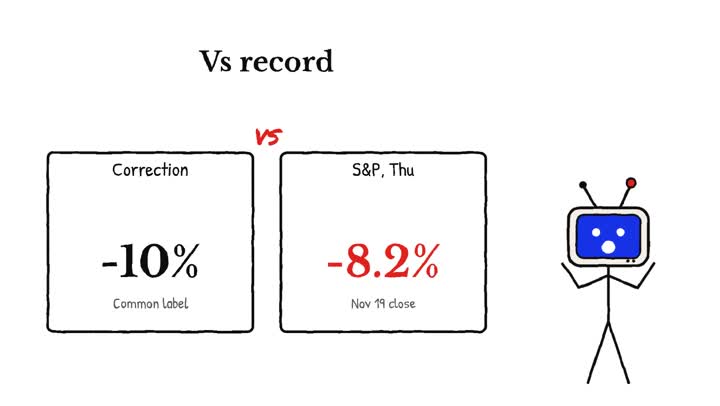 Vs record
vs
Correction
-10%
Common label
S&P, Thu
-8.2%
Nov 19 close